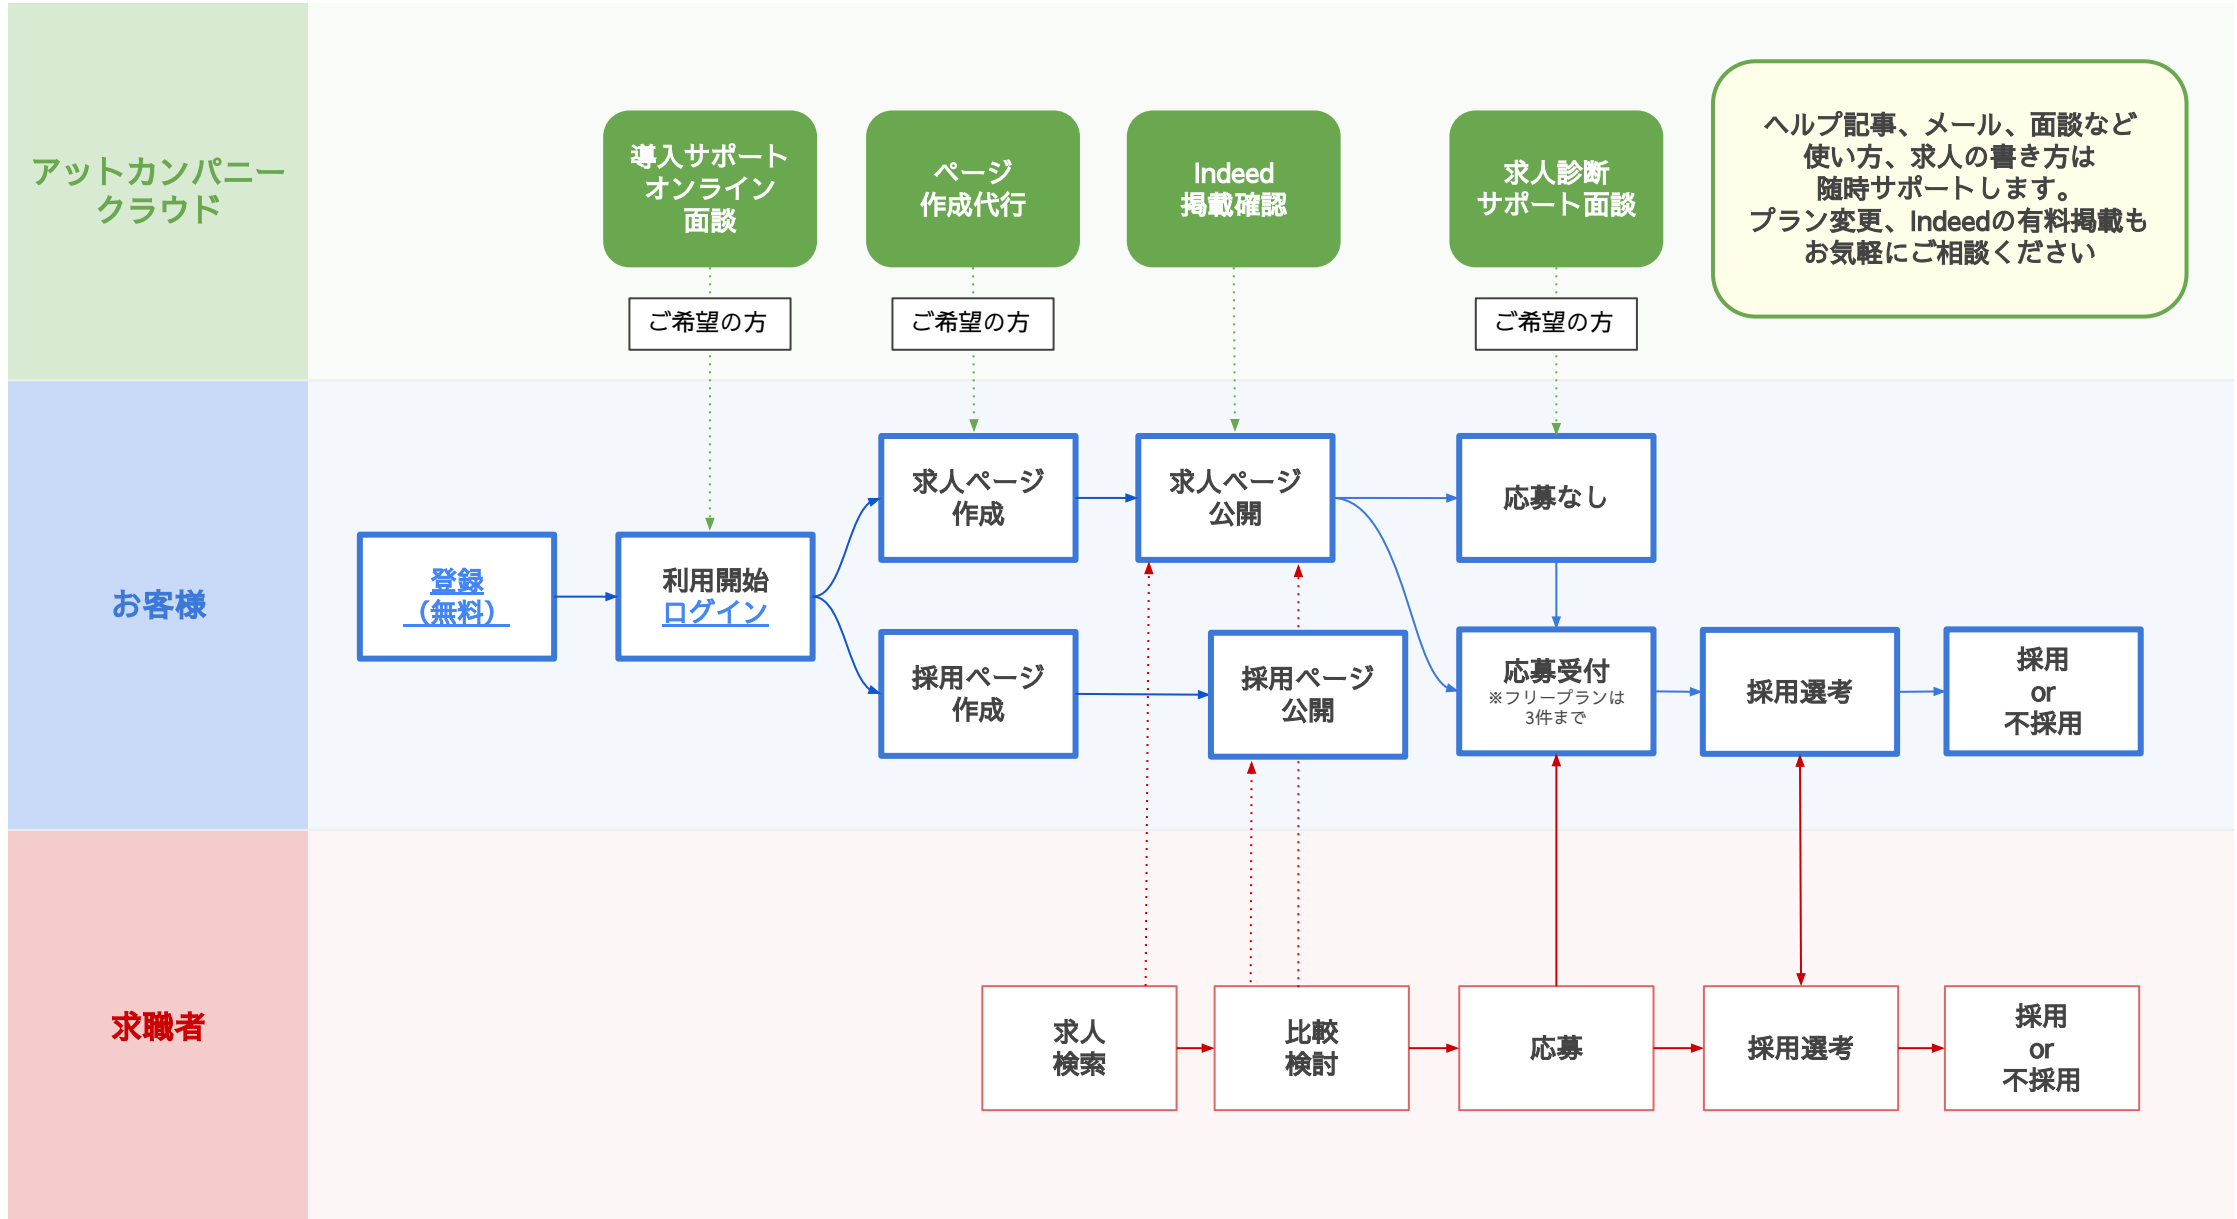 アットカンパニー
クラウド
導入サポート
オンライン
面談
ページ
作成代行
Indeed
掲載確認
求人診断
サポート面談
ヘルプ記事、メール、面談など
使い方、求人の書き方は
随時サポートします。
プラン変更、Indeedの有料掲載も
お気軽にご相談ください
ご希望の方
ご希望の方
ご希望の方
お客様
登録
（無料）
利用開始
ログイン
求人ページ
作成
求人ページ
公開
応募なし
採用ページ
作成
採用ページ
公開
応募受付
※フリープランは
3件まで
採用選考
採用
or
不採用
求職者
求人
検索
比較
検討
応募
採用選考
採用
or
不採用